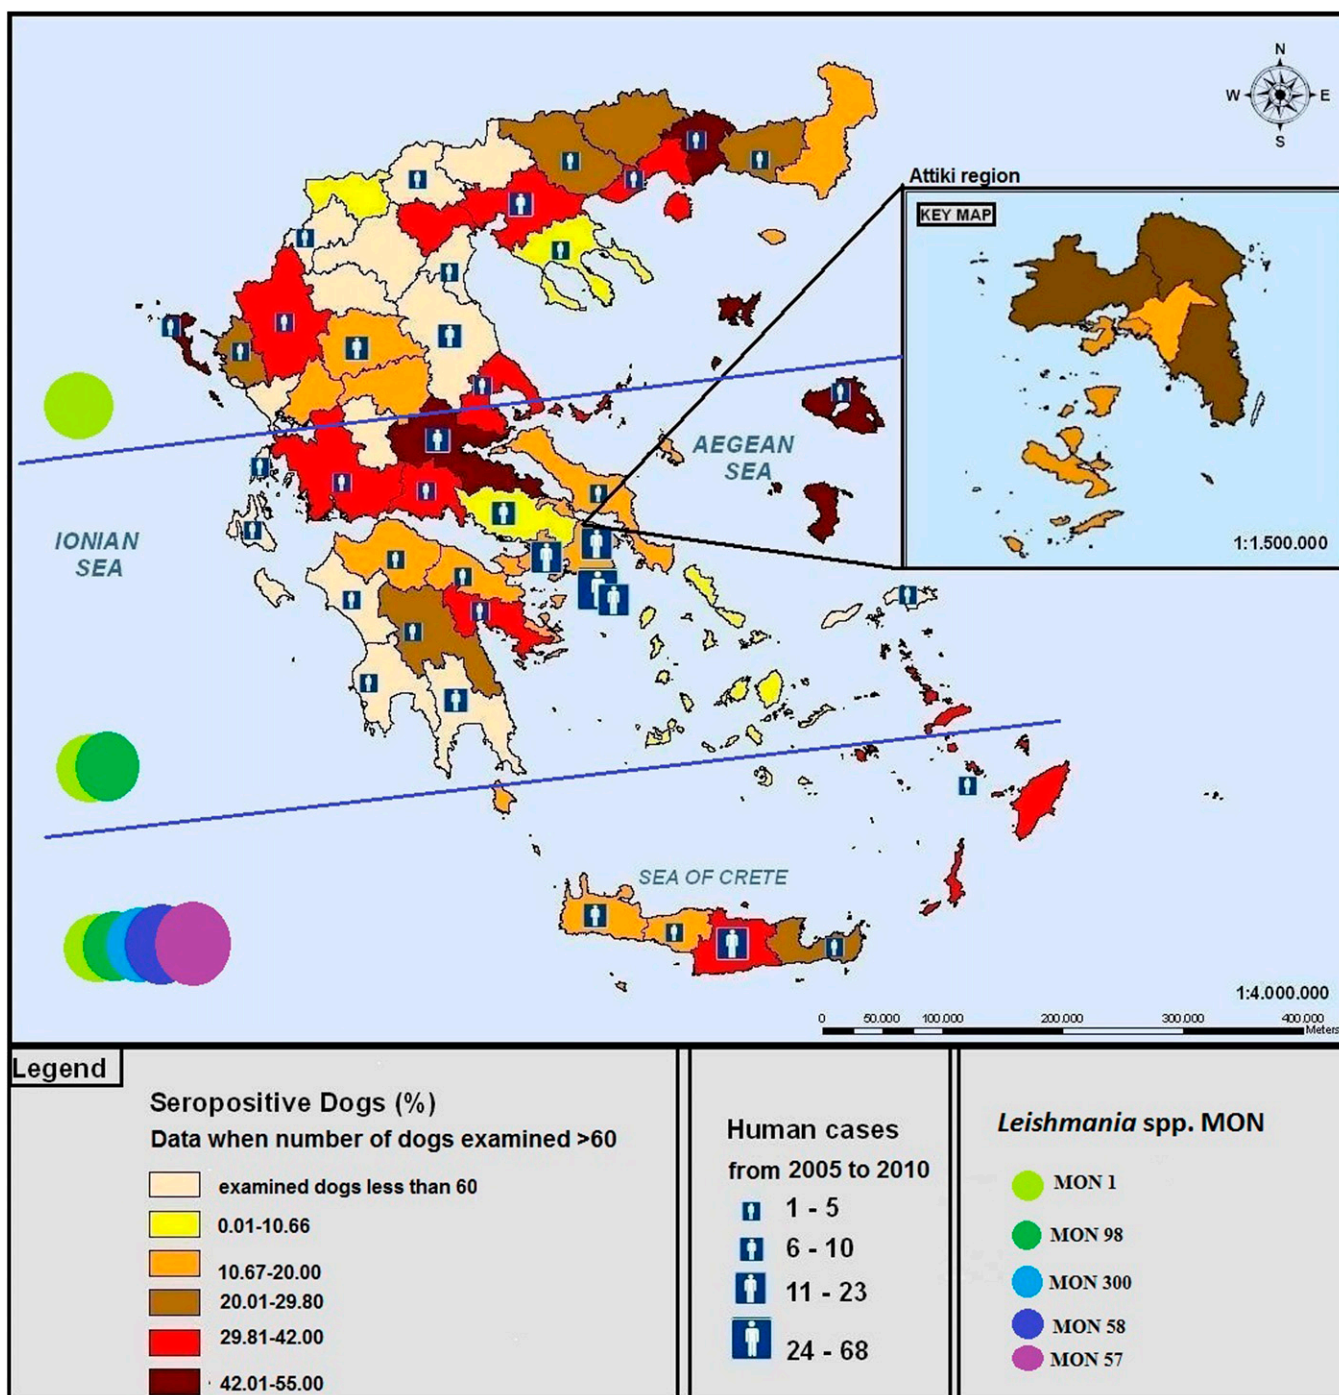 N
W
E
S
Attiki region
KEY MAP
AEGEAN
SEA
1:1.500.000
IONIAN
SEA
SEA OF CRETE
1:4.000.000
0 50.000 100.000 200.000 300.000 400.000
Meters
Legend
Seropositive Dogs (%)
Data when number of dogs examined >60
examined dogs less than 60
0.01-10.66
10.67-20.00
20.01-29.80
29.81-42.00
42.01-55.00
Human cases
from 2005 to 2010
1 - 5
6 - 10
11 - 23
24 - 68
Leishmania spp. MON
MON 1
MON 98
MON 300
MON 58
MON 57